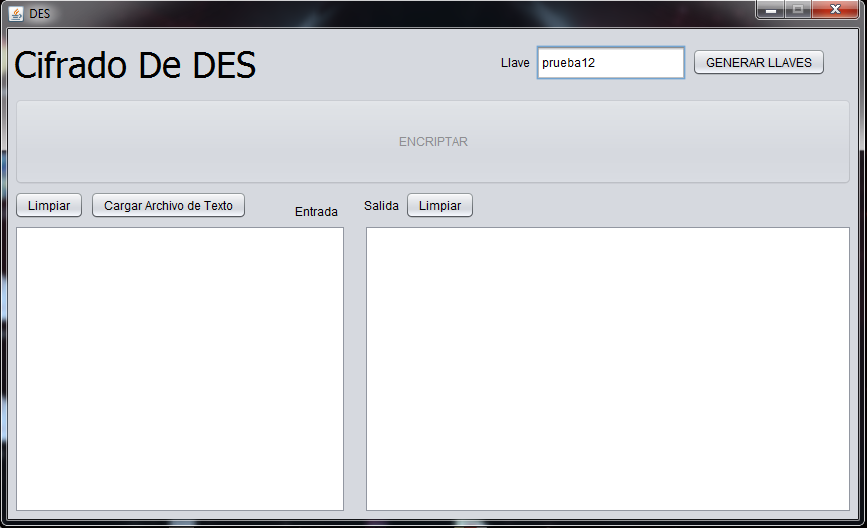 DES
Cifrado De DES
Llave
prueba12
GENERAR LLAVES
ENCRIPTAR
Limpiar
Cargar Archivo de Texto
Entrada
Salida
Limpiar